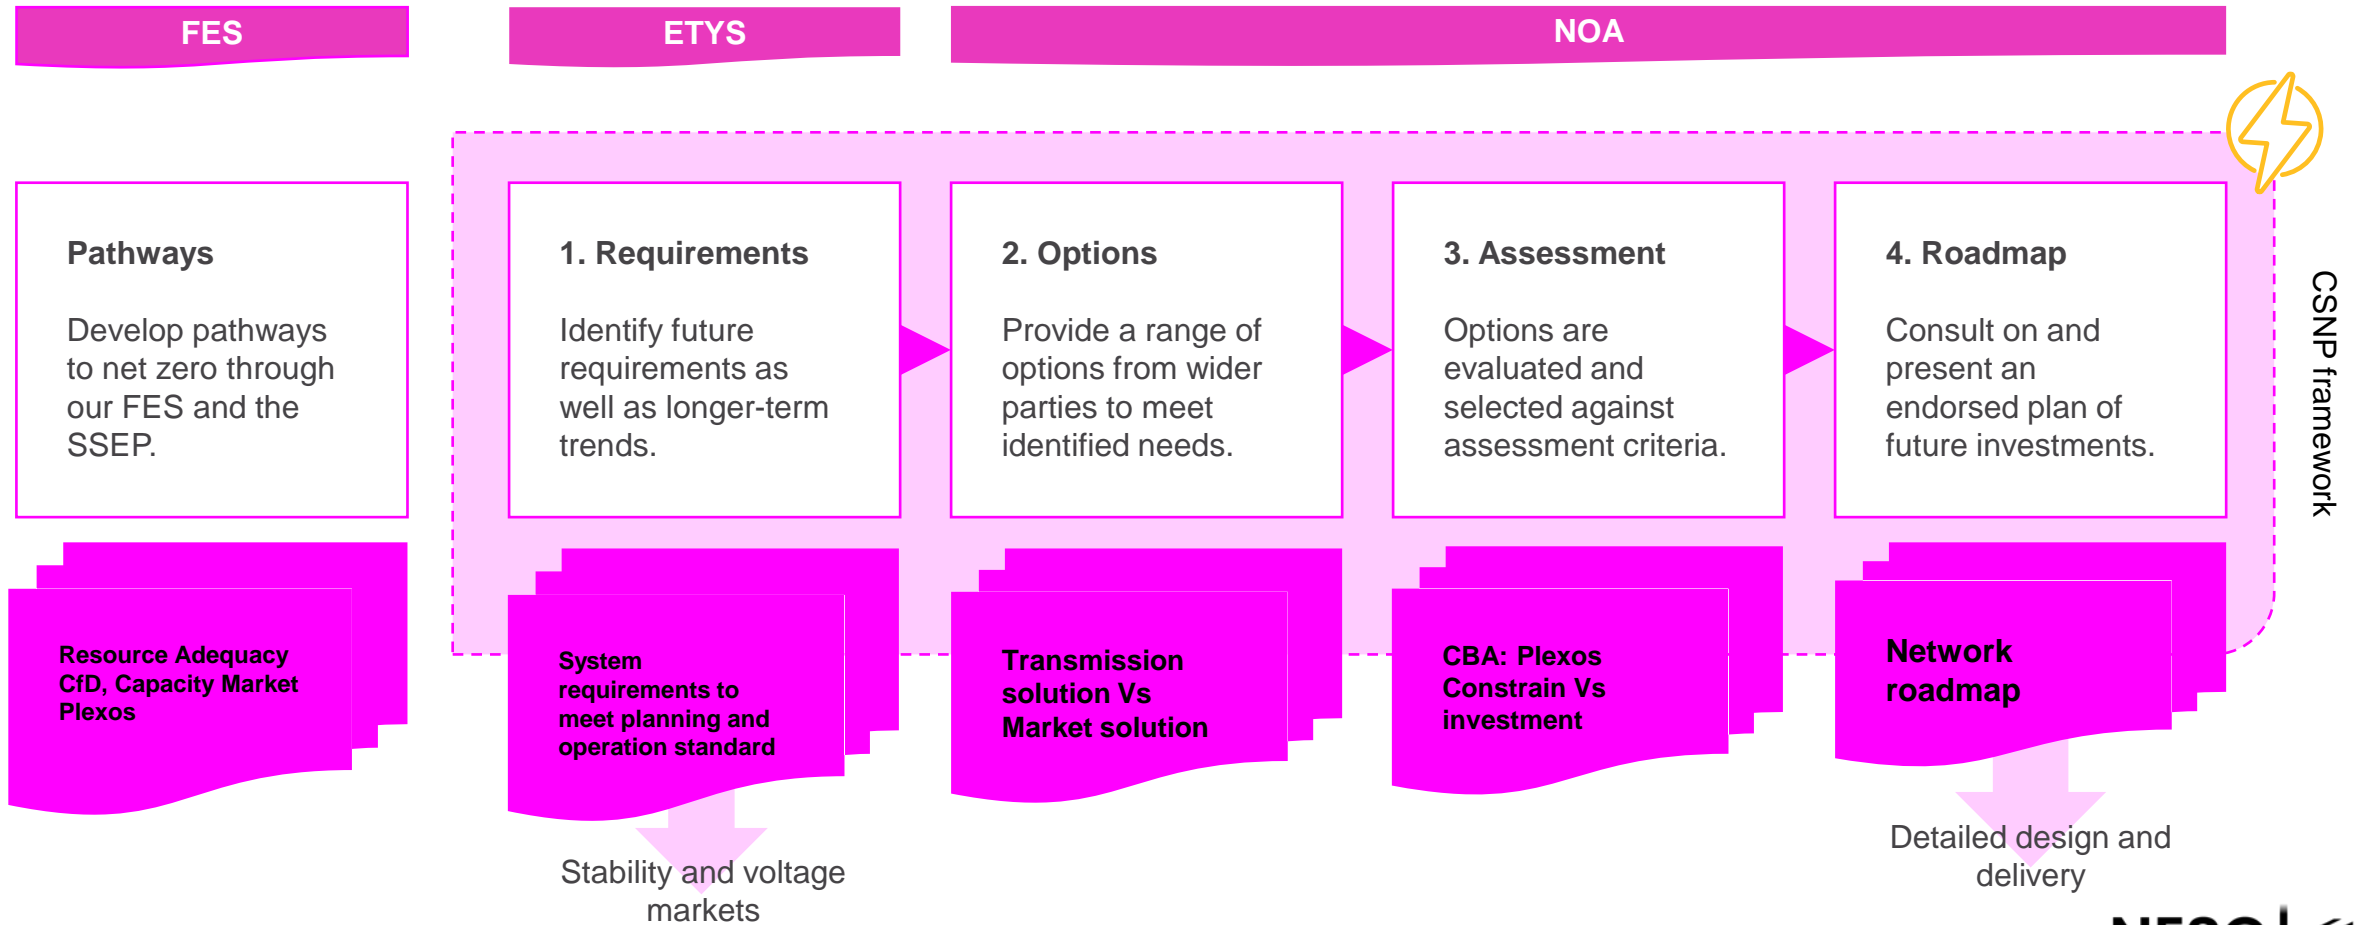 FES
ETYS
NOA
Pathways
Develop pathways
to net zero through
our FES and the
SSEP.
1. Requirements
Identify future
requirements as
well as longer-term
trends.
2. Options
Provide a range of
options from wider
parties to meet
identified needs.
3. Assessment
Options are
evaluated and
selected against
assessment criteria.
4. Roadmap
Consult on and
present an
endorsed plan of
future investments.
CSNP framework
Resource Adequacy
CfD, Capacity Market
Plexos
System
requirements to
meet planning and
operation standard
Transmission
solution Vs
Market solution
CBA: Plexos
Constrain Vs
investment
Network
roadmap
Stability and voltage
markets
Detailed design and
delivery